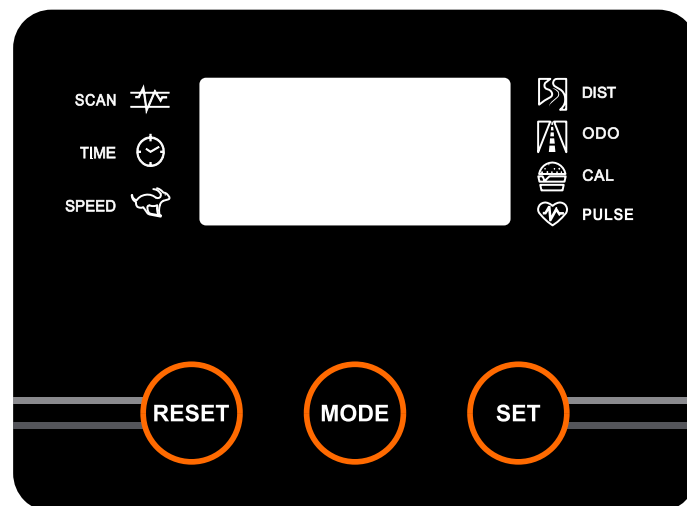 SCAN
TIME
SPEED
DIST
ODO
CAL
PULSE
RESET
MODE
SET